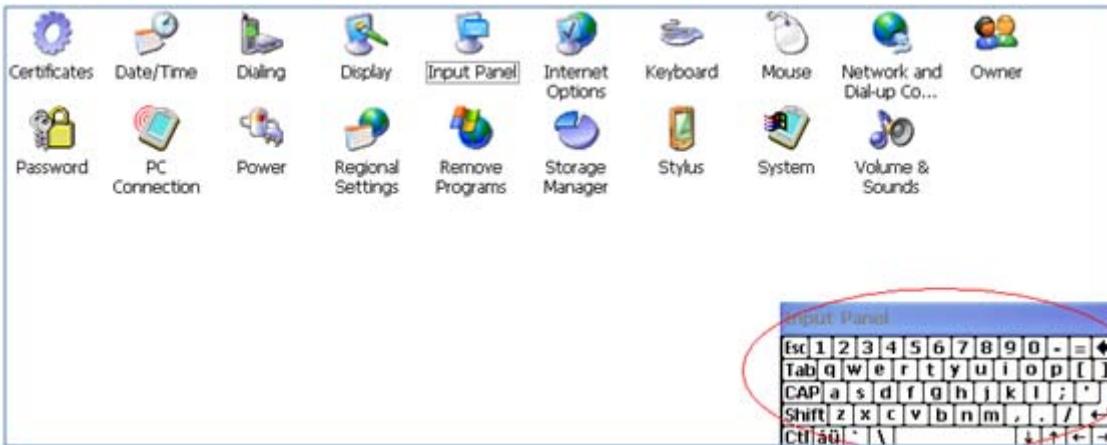 Certificates Date/Time Dialing Display Input Panel Internet Options Keyboard Mouse Network and Dial-up Co... Owner
Password PC Connection Power Regional Settings Remove Programs Storage Manager Stylus System Volume & Sounds
Input Panel
Esc 1 2 3 4 5 6 7 8 9 0 - =
Tab q w e r t y u i o p [ ]
CAP a s d f g h j k l ; '
Shift z x c v b n m , . /
Ctl áü ` \